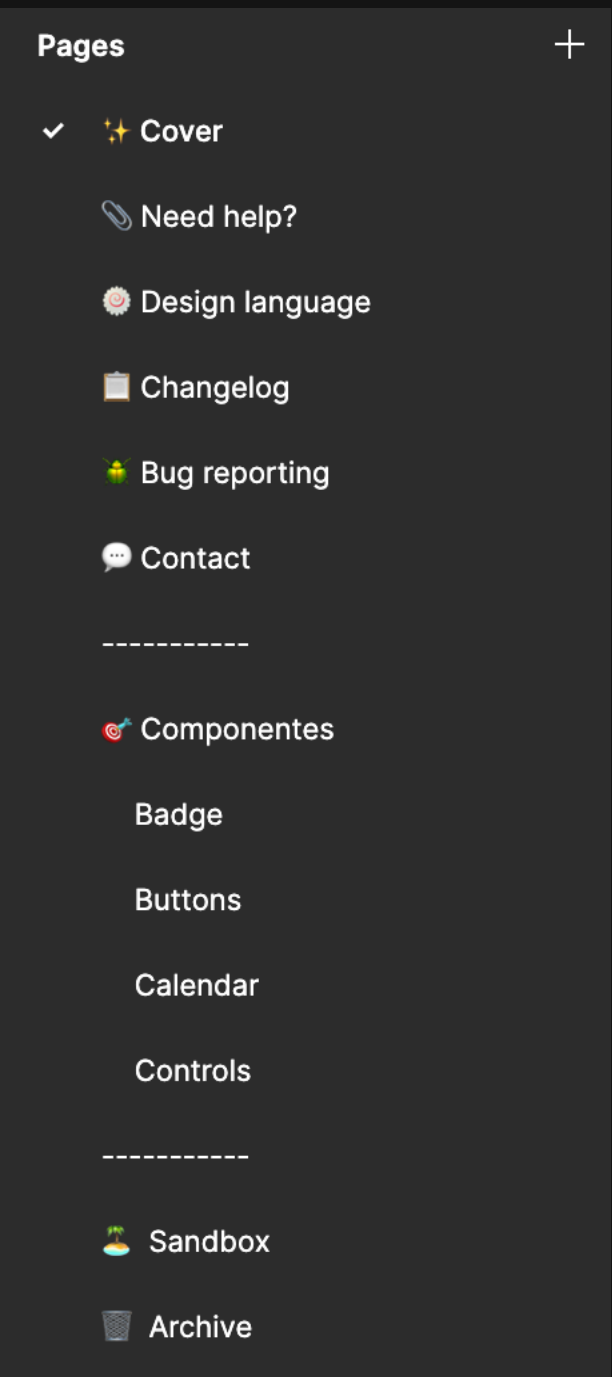 Pages
✨ Cover
📎 Need help?
🍥 Design language
📋 Changelog
🪲 Bug reporting
💬 Contact
-----------
🎯 Componentes
Badge
Buttons
Calendar
Controls
-----------
🏝️ Sandbox
🗑️ Archive